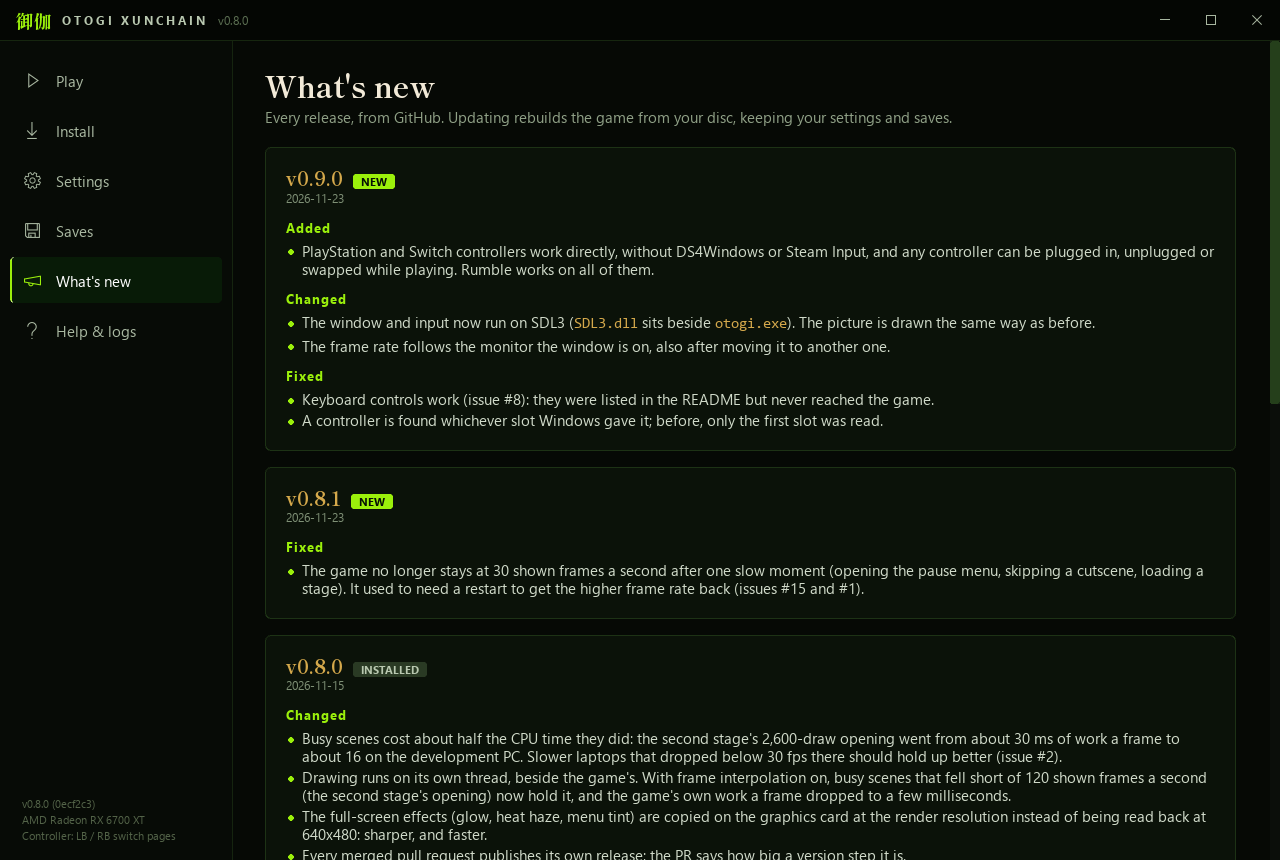 御伽 OTOGI XUNCHAIN v0.8.0
Play
Install
Settings
Saves
What's new
Help & logs
v0.8.0 (0ecf2c3)
AMD Radeon RX 6700 XT
Controller: LB / RB switch pages
What's new
Every release, from GitHub. Updating rebuilds the game from your disc, keeping your settings and saves.
v0.9.0 NEW
2026-11-23
Added
PlayStation and Switch controllers work directly, without DS4Windows or Steam Input, and any controller can be plugged in, unplugged or
swapped while playing. Rumble works on all of them.
Changed
The window and input now run on SDL3 (SDL3.dll sits beside otogi.exe). The picture is drawn the same way as before.
The frame rate follows the monitor the window is on, also after moving it to another one.
Fixed
Keyboard controls work (issue #8): they were listed in the README but never reached the game.
A controller is found whichever slot Windows gave it; before, only the first slot was read.
v0.8.1 NEW
2026-11-23
Fixed
The game no longer stays at 30 shown frames a second after one slow moment (opening the pause menu, skipping a cutscene, loading a
stage). It used to need a restart to get the higher frame rate back (issues #15 and #1).
v0.8.0 INSTALLED
2026-11-15
Changed
Busy scenes cost about half the CPU time they did: the second stage's 2,600-draw opening went from about 30 ms of work a frame to
about 16 on the development PC. Slower laptops that dropped below 30 fps there should hold up better (issue #2).
Drawing runs on its own thread, beside the game's. With frame interpolation on, busy scenes that fell short of 120 shown frames a second
(the second stage's opening) now hold it, and the game's own work a frame dropped to a few milliseconds.
The full-screen effects (glow, heat haze, menu tint) are copied on the graphics card at the render resolution instead of being read back at
640x480: sharper, and faster.
Every merged pull request publishes its own release; the PR says how big a version step it is.